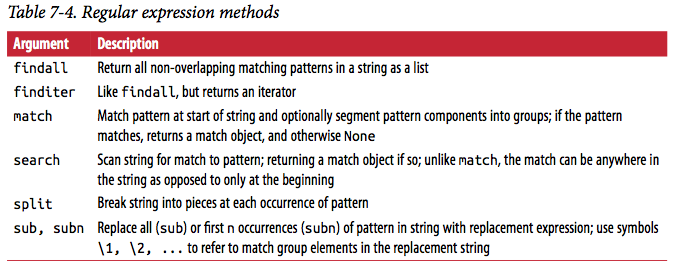 Table 7-4. Regular expression methods
Argument Description
findall Return all non-overlapping matching patterns in a string as a list
finditer Like findall, but returns an iterator
match Match pattern at start of string and optionally segment pattern components into groups; if the pattern
matches, returns a match object, and otherwise None
search Scan string for match to pattern; returning a match object if so; unlike match, the match can be anywhere in
the string as opposed to only at the beginning
split Break string into pieces at each occurrence of pattern
sub, subn Replace all (sub) or first n occurrences (subn) of pattern in string with replacement expression; use symbols
\1, \2, ... to refer to match group elements in the replacement string